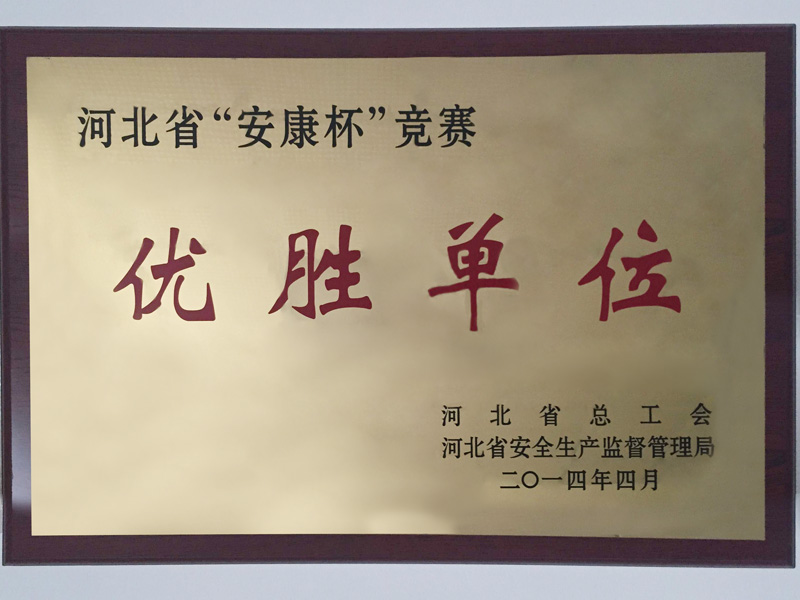 河北省“安康杯”竞赛
优胜单位
河北省总工会
河北省安全生产监督管理局
二〇一四年四月